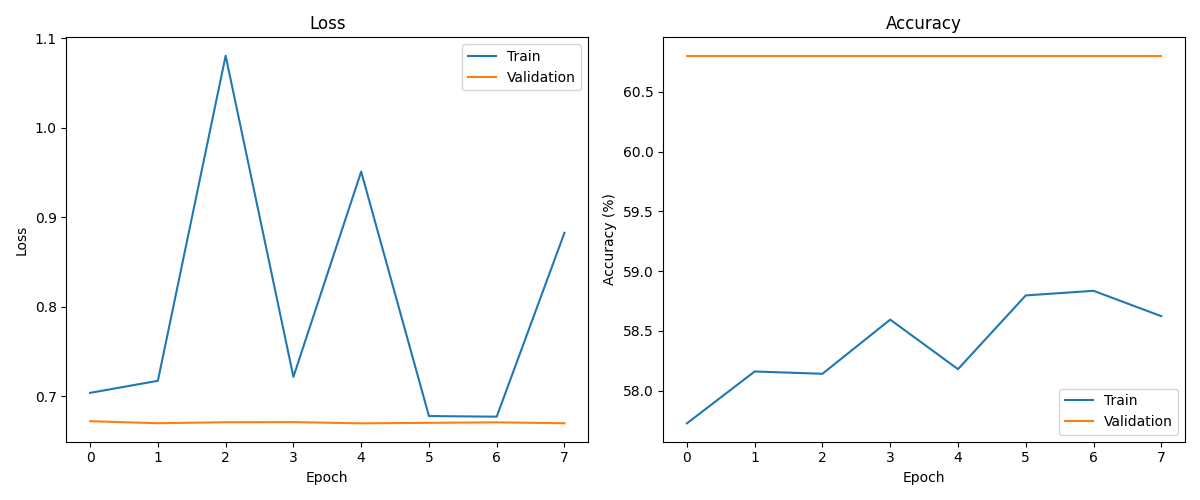 Loss
1.1
1.0
0.9
0.8
0.7
Loss
0 1 2 3 4 5 6 7
Epoch
Train
Validation
Accuracy
60.5
60.0
59.5
59.0
58.5
58.0
Accuracy (%)
0 1 2 3 4 5 6 7
Epoch
Train
Validation